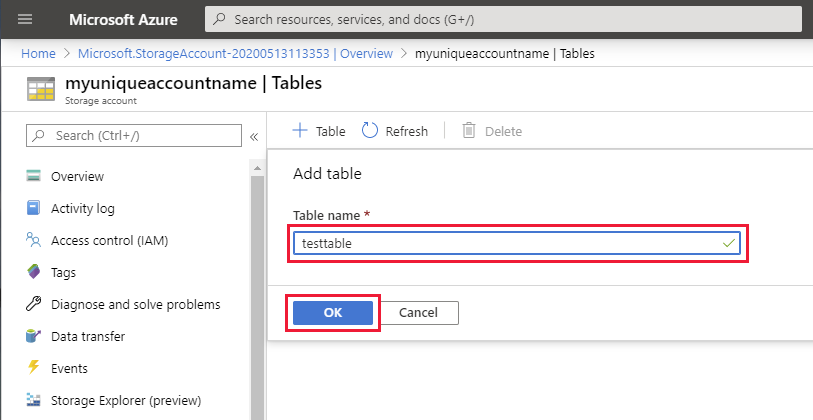 Microsoft Azure
Search resources, services, and docs (G+/)
Home > Microsoft.StorageAccount-20200513113353 | Overview > myuniqueaccountname | Tables
myuniqueaccountname | Tables
Storage account
Search (Ctrl+/)
«
+ Table
Refresh
Delete
Overview
Activity log
Access control (IAM)
Tags
Diagnose and solve problems
Data transfer
Events
Storage Explorer (preview)
Add table
Table name *
testtable
OK
Cancel